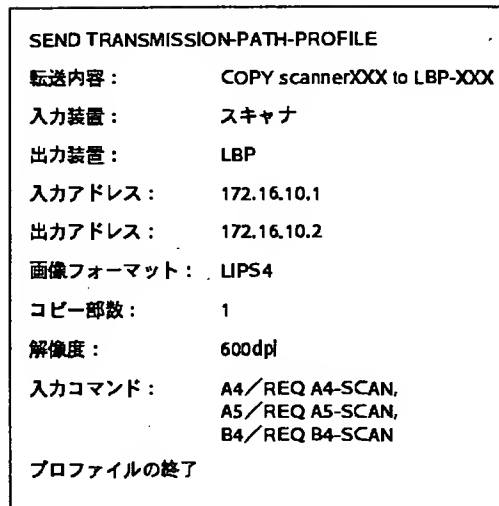 SEND TRANSMISSION-PATH-PROFILE
転送内容： COPY scannerXXX to LBP-XXX
入力装置： スキャナ
出力装置： LBP
入力アドレス： 172.16.10.1
出力アドレス： 172.16.10.2
画像フォーマット： LIPS4
コピー部数： 1
解像度： 600dpi
入力コマンド： A4／REQ A4-SCAN,
A5／REQ A5-SCAN,
B4／REQ B4-SCAN
プロファイルの終了